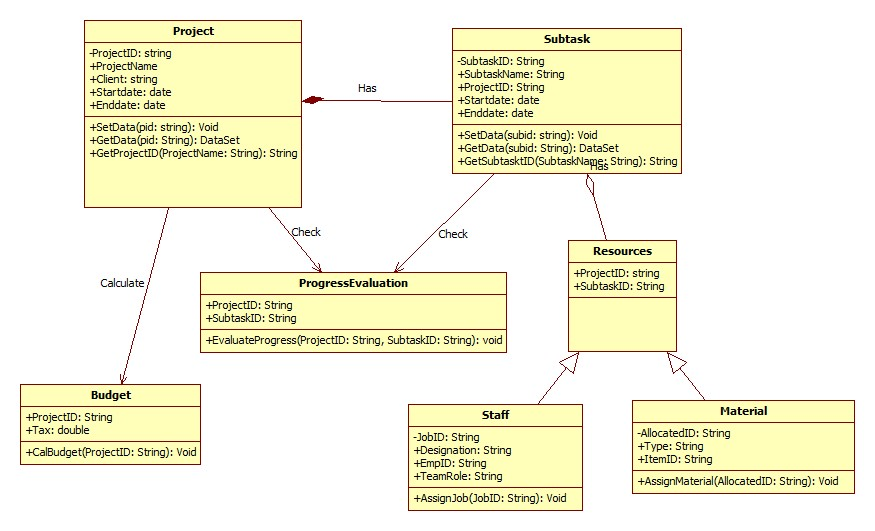 Project
-ProjectID: string
+ProjectName
+Client: string
+Startdate: date
+Enddate: date
+SetData(pid: string): Void
+GetData(pid: String): DataSet
+GetProjectID(ProjectName: String): String
Has
Subtask
-SubtaskID: String
+SubtaskName: String
+ProjectID: String
+Startdate: date
+Enddate: date
+SetData(subid: string): Void
+GetData(subid: String): DataSet
+GetSubtasktID(SubtaskName: String): String
Has
Check
Check
Calculate
Resources
+ProjectID: string
+SubtaskID: String
ProgressEvaluation
+ProjectID: String
+SubtaskID: String
+EvaluateProgress(ProjectID: String, SubtaskID: String): void
Budget
+ProjectID: String
+Tax: double
+CalBudget(ProjectID: String): Void
Staff
-JobID: String
+Designation: String
+EmpID: String
+TeamRole: String
+AssignJob(JobID: String): Void
Material
-AllocatedID: String
+Type: String
+ItemID: String
+AssignMaterial(AllocatedID: String): Void